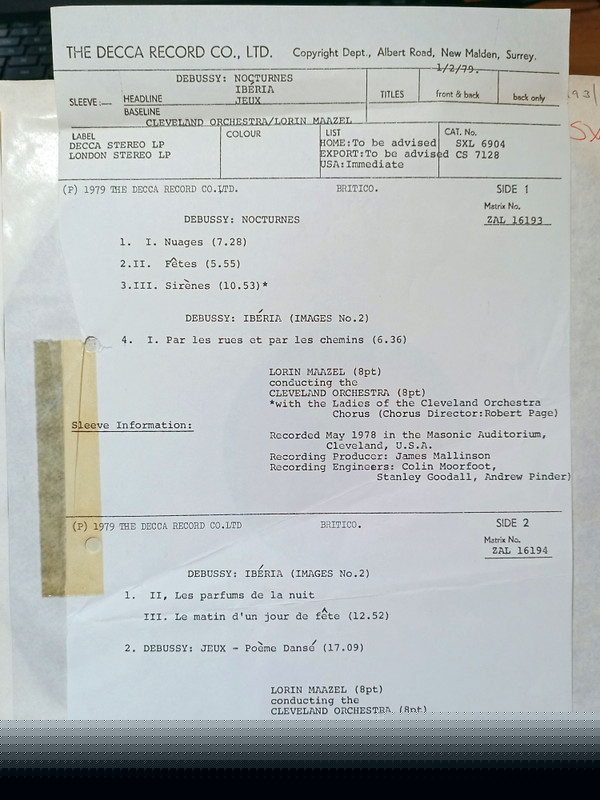 THE DECCA RECORD CO., LTD. Copyright Dept., Albert Road, New Malden, Surrey.
1/2/79.
DEBUSSY: NOCTURNES
IBÉRIA
JEUX
SLEEVE:— HEADLINE
TITLES front & back back only
BASELINE
CLEVELAND ORCHESTRA/LORIN MAAZEL
LABEL COLOUR LIST CAT. No.
DECCA STEREO LP HOME:To be advised SXL 6904
LONDON STEREO LP EXPORT:To be advised CS 7128
USA:Immediate
(P) 1979 THE DECCA RECORD CO.LTD. BRITICO. SIDE 1
Matrix No.
ZAL 16193
DEBUSSY: NOCTURNES
1. I. Nuages (7.28)
2.II. Fêtes (5.55)
3.III. Sirènes (10.53)*
DEBUSSY: IBÉRIA (IMAGES No.2)
4. I. Par les rues et par les chemins (6.36)
LORIN MAAZEL (8pt)
conducting the
CLEVELAND ORCHESTRA (8pt)
*with the Ladies of the Cleveland Orchestra
Chorus (Chorus Director:Robert Page)
Sleeve Information:
Recorded May 1978 in the Masonic Auditorium,
Cleveland, U.S.A.
Recording Producer: James Mallinson
Recording Engineers: Colin Moorfoot,
Stanley Goodall, Andrew Pinder)
(P) 1979 THE DECCA RECORD CO.LTD BRITICO. SIDE 2
Matrix No.
ZAL 16194
DEBUSSY: IBÉRIA (IMAGES No.2)
1. II, Les parfums de la nuit
III. Le matin d'un jour de fête (12.52)
2. DEBUSSY: JEUX - Poème Dansé (17.09)
LORIN MAAZEL (8pt)
conducting the
CLEVELAND ORCHESTRA (8pt)